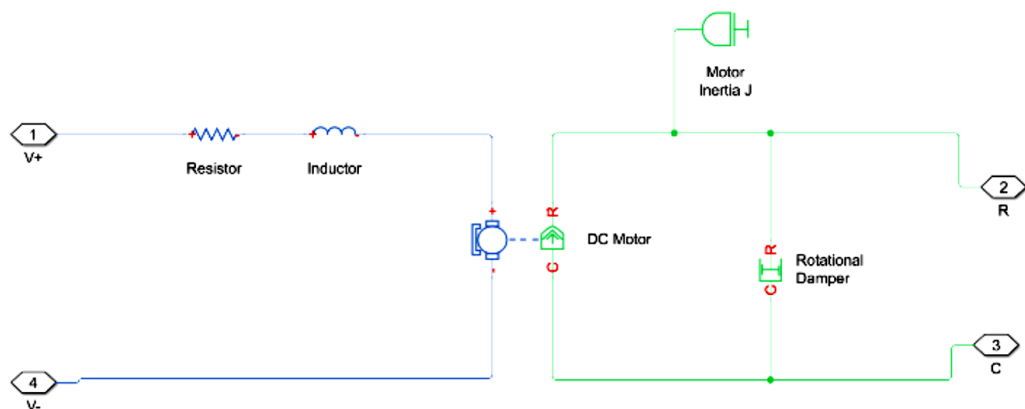 Motor
Inertia J
1
V+
Resistor
Inductor
+
-
+
-
2
R
+
R
DC Motor
R
Rotational
Damper
-
C
C
3
C
4
V-